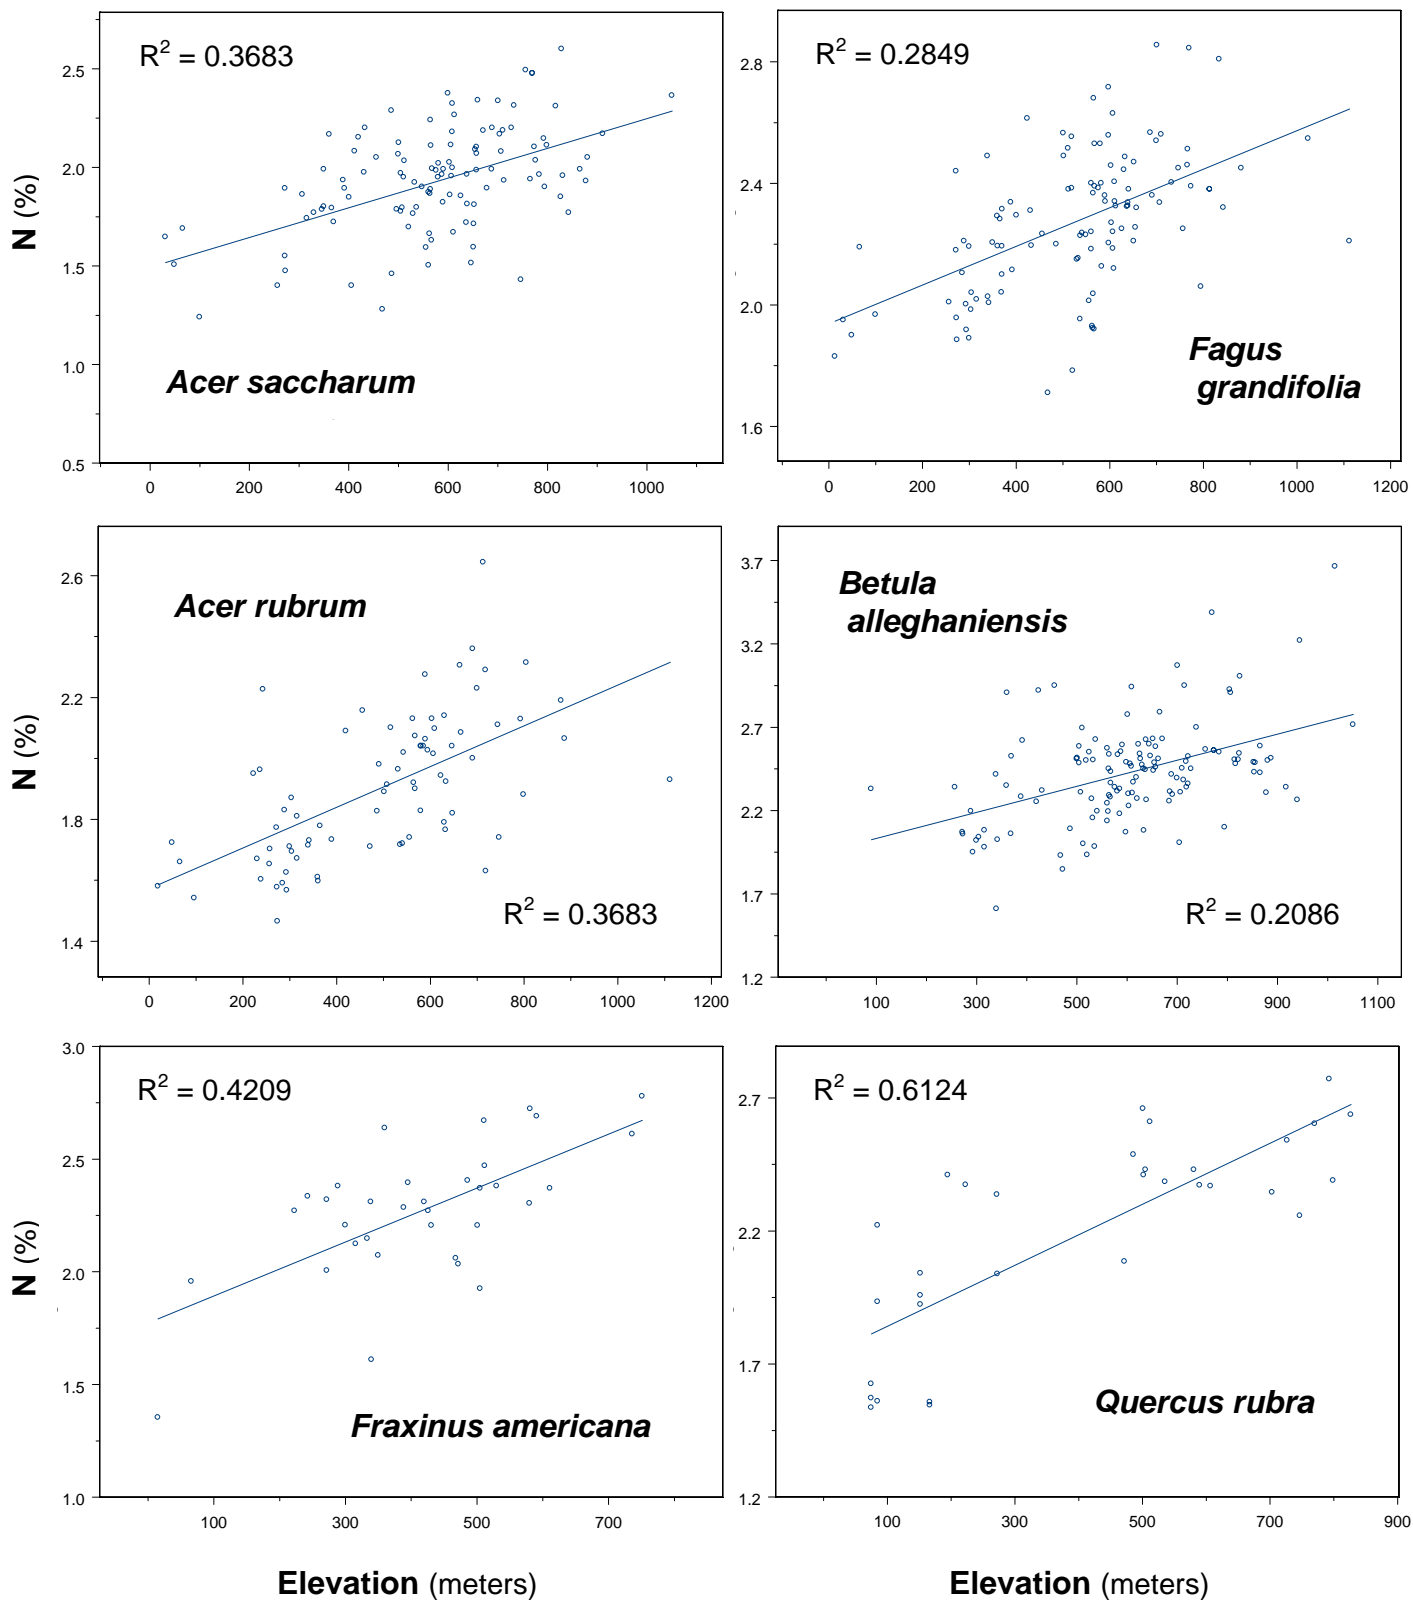 R² = 0.3683
N (%)
2.5
2.0
1.5
1.0
0.5
Acer saccharum
0 200 400 600 800 1000
R² = 0.2849
2.8
2.4
2.0
1.6
Fagus
grandifolia
0 200 400 600 800 1000 1200
Acer rubrum
N (%)
2.6
2.2
1.8
1.4
R² = 0.3683
0 200 400 600 800 1000 1200
Betula
alleghaniensis
3.7
3.2
2.7
2.2
1.7
1.2
R² = 0.2086
100 300 500 700 900 1100
R² = 0.4209
N (%)
3.0
2.5
2.0
1.5
1.0
Fraxinus americana
100 300 500 700
Elevation (meters)
R² = 0.6124
2.7
2.2
1.7
1.2
Quercus rubra
100 300 500 700 900
Elevation (meters)